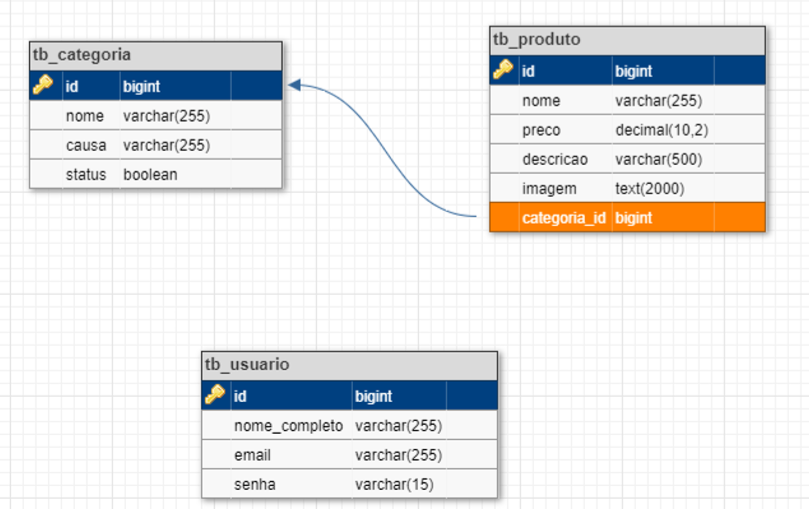 tb_categoria
id bigint
nome varchar(255)
causa varchar(255)
status boolean
tb_produto
id bigint
nome varchar(255)
preco decimal(10,2)
descricao varchar(500)
imagem text(2000)
categoria_id bigint
tb_usuario
id bigint
nome_completo varchar(255)
email varchar(255)
senha varchar(15)